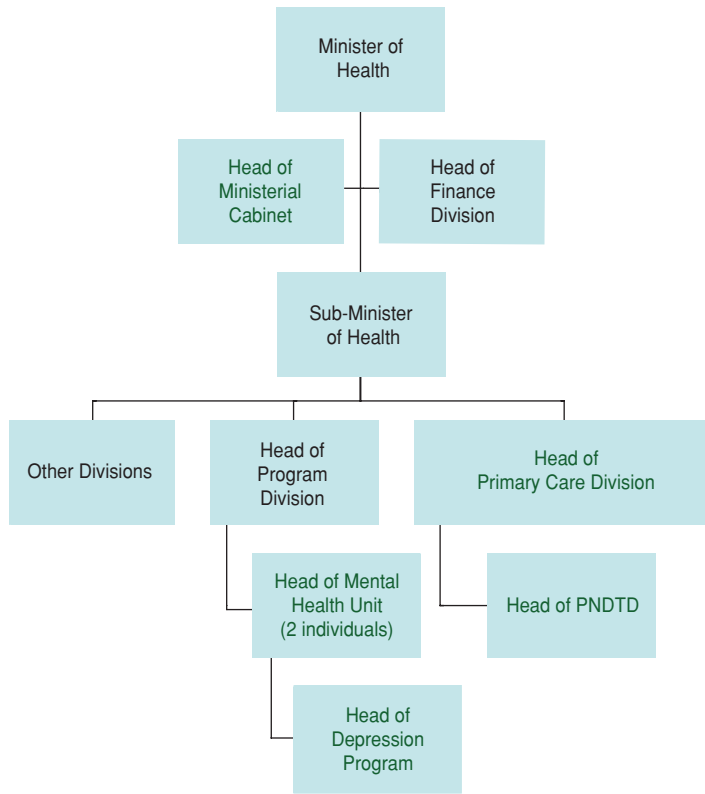 Minister of
Health
Head of
Ministerial
Cabinet
Head of
Finance
Division
Sub-Minister
of Health
Other Divisions
Head of
Program
Division
Head of
Primary Care Division
Head of Mental
Health Unit
(2 individuals)
Head of PNDTD
Head of
Depression
Program